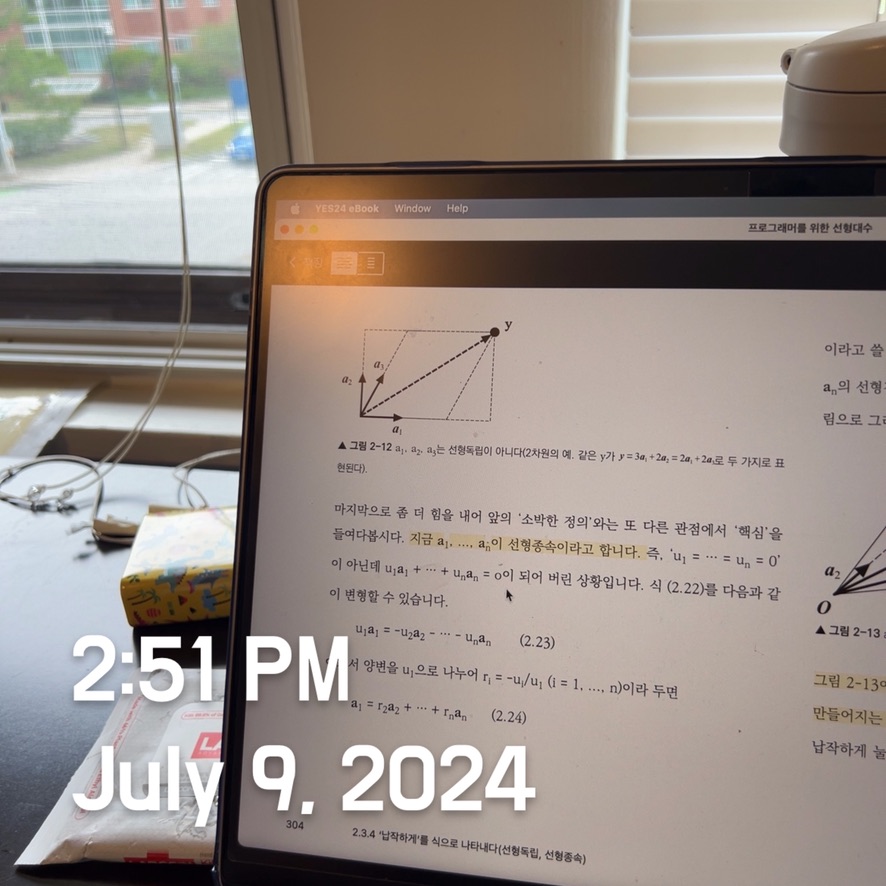 YES24 eBook Window Help
프로그래머를 위한 선형대수
y
a₃
a₂
a₁
▲ 그림 2-12 a₁, a₂, a₃는 선형독립이 아니다(2차원의 예. 같은 y가 y = 3a₁ + 2a₂ = 2a₁ + 2a₃로 두 가지로 표
현된다).
마지막으로 좀 더 힘을 내어 앞의 '소박한 정의'와는 또 다른 관점에서 '핵심'을
들여다봅시다. 지금 a₁, ..., aₙ이 선형종속이라고 합니다. 즉, 'u₁ = ··· = uₙ = 0'
이 아닌데 u₁a₁ + ··· + uₙaₙ = o이 되어 버린 상황입니다. 식 (2.22)를 다음과 같
이 변형할 수 있습니다.
u₁a₁ = -u₂a₂ - ··· - uₙaₙ (2.23)
서 양변을 u₁으로 나누어 rᵢ = -uᵢ/u₁ (i = 1, ..., n)이라 두면
a₁ = r₂a₂ + ··· + rₙaₙ (2.24)
304
2.3.4 '납작하게'를 식으로 나타내다(선형독립, 선형종속)
이라고 쓸
aₙ의 선형
림으로 그
a₂
O
▲ 그림 2-13
그림 2-13
만들어지는
납작하게 눌
2:51 PM
July 9, 2024
LA